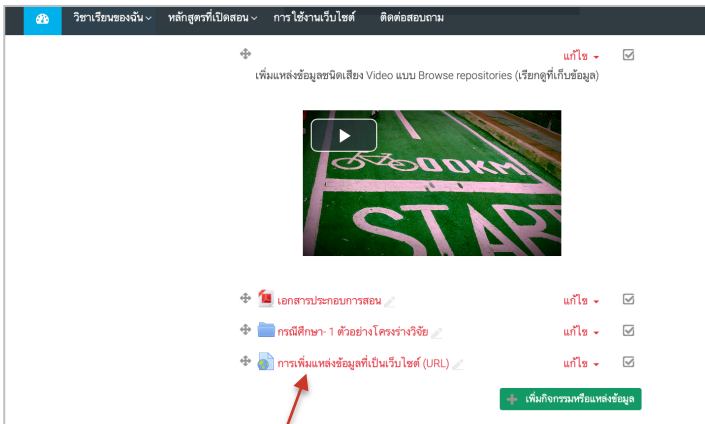 วิชาเรียนของฉัน หลักสูตรที่เปิดสอน การใช้งานเว็บไซต์ ติดต่อสอบถาม
แก้ไข
เพิ่มแหล่งข้อมูลชนิดเสียง Video แบบ Browse repositories (เรียกดูที่เก็บข้อมูล)
5000KM
START
เอกสารประกอบการสอน แก้ไข
กรณีศึกษา- 1 ตัวอย่างโครงร่างวิจัย แก้ไข
การเพิ่มแหล่งข้อมูลที่เป็นเว็บไซต์ (URL) แก้ไข
เพิ่มกิจกรรมหรือแหล่งข้อมูล